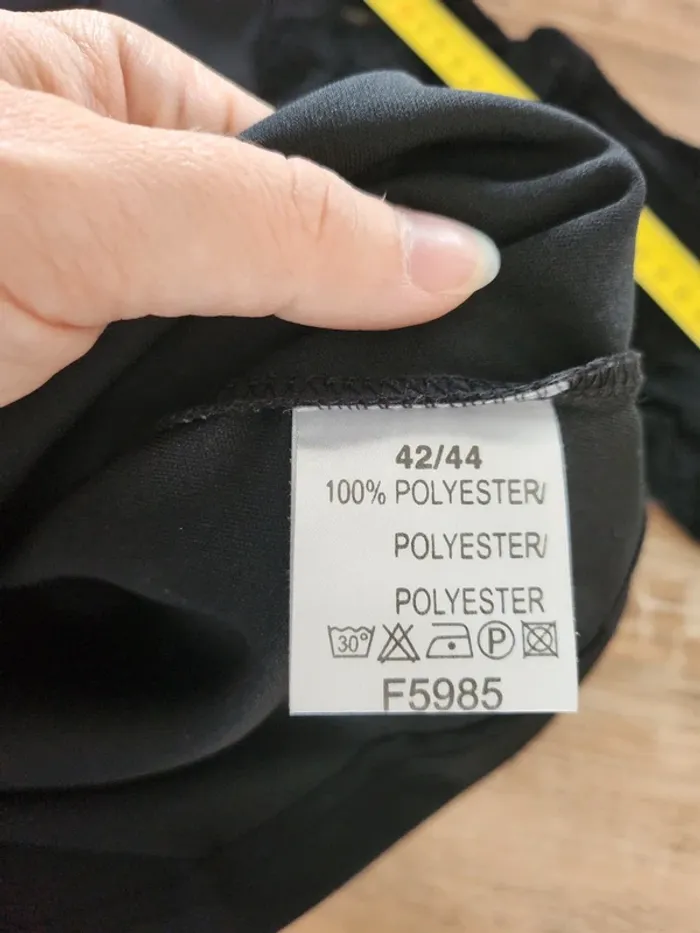 42/44
100% POLYESTER/
POLYESTER/
POLYESTER
30° P
F5985